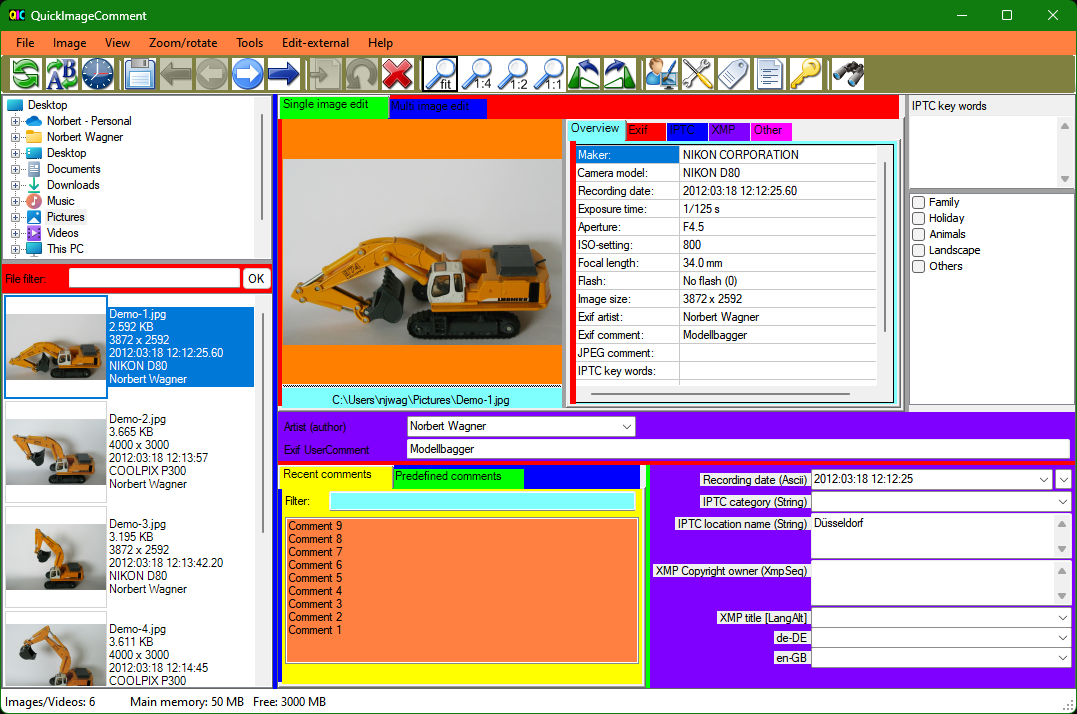 QIC QuickImageComment
File Image View Zoom/rotate Tools Edit-external Help
AB fit 1:4 1:2 1:1
Desktop
Norbert - Personal
Norbert Wagner
Desktop
Documents
Downloads
Music
Pictures
Videos
This PC
File filter: OK
Demo-1.jpg
2.592 KB
3872 x 2592
2012:03:18 12:12:25.60
NIKON D80
Norbert Wagner
Demo-2.jpg
3.665 KB
4000 x 3000
2012:03:18 12:13:57
COOLPIX P300
Norbert Wagner
Demo-3.jpg
3.195 KB
3872 x 2592
2012:03:18 12:13:42.20
NIKON D80
Norbert Wagner
Demo-4.jpg
3.611 KB
4000 x 3000
2012:03:18 12:14:45
COOLPIX P300
Single image edit Multi image edit
LIEBHERR
C:\Users\njwag\Pictures\Demo-1.jpg
Overview Exif IPTC XMP Other
Maker: NIKON CORPORATION
Camera model: NIKON D80
Recording date: 2012:03:18 12:12:25.60
Exposure time: 1/125 s
Aperture: F4.5
ISO-setting: 800
Focal length: 34.0 mm
Flash: No flash (0)
Image size: 3872 x 2592
Exif artist: Norbert Wagner
Exif comment: Modellbagger
JPEG comment:
IPTC key words:
IPTC key words
Family
Holiday
Animals
Landscape
Others
Artist (author) Norbert Wagner
Exif UserComment Modellbagger
Recent comments Predefined comments
Filter:
Comment 9
Comment 8
Comment 7
Comment 6
Comment 5
Comment 4
Comment 3
Comment 2
Comment 1
Recording date (Ascii) 2012:03:18 12:12:25
IPTC category (String)
IPTC location name (String) Düsseldorf
XMP Copyright owner (XmpSeq)
XMP title [LangAlt]
de-DE
en-GB
Images/Videos: 6 Main memory: 50 MB Free: 3000 MB